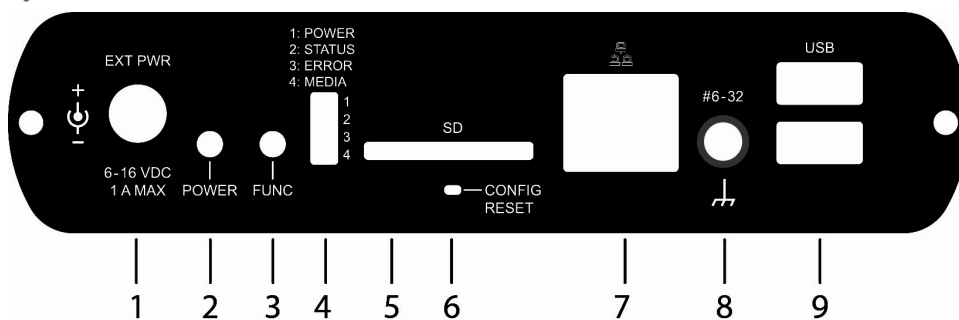 1: POWER
2: STATUS
3: ERROR
4: MEDIA
EXT PWR
+
-
6-16 VDC
1 A MAX
POWER
FUNC
1
2
3
4
SD
CONFIG
RESET
#6-32
USB
1 2 3 4 5 6 7 8 9